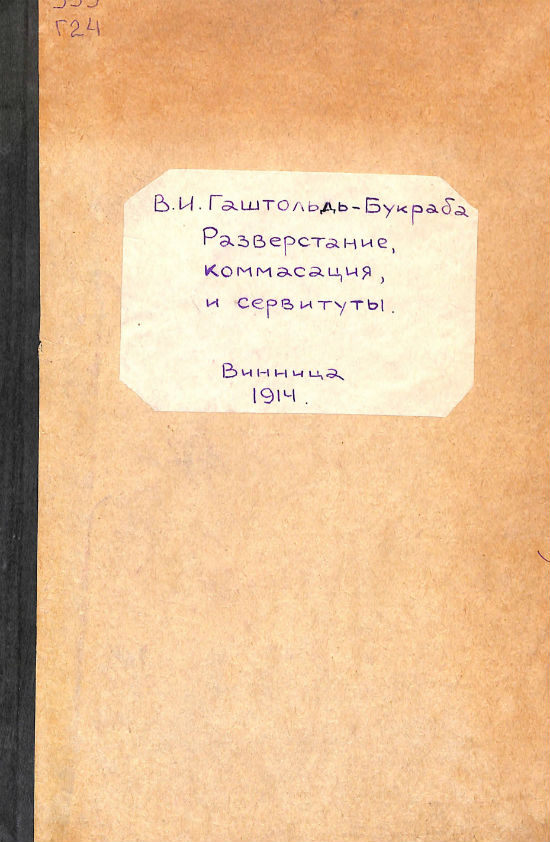 Г24
В.И. Гаштольдь-Букраба
Разверстание,
коммасация,
и сервитуты.
Винница
1914.